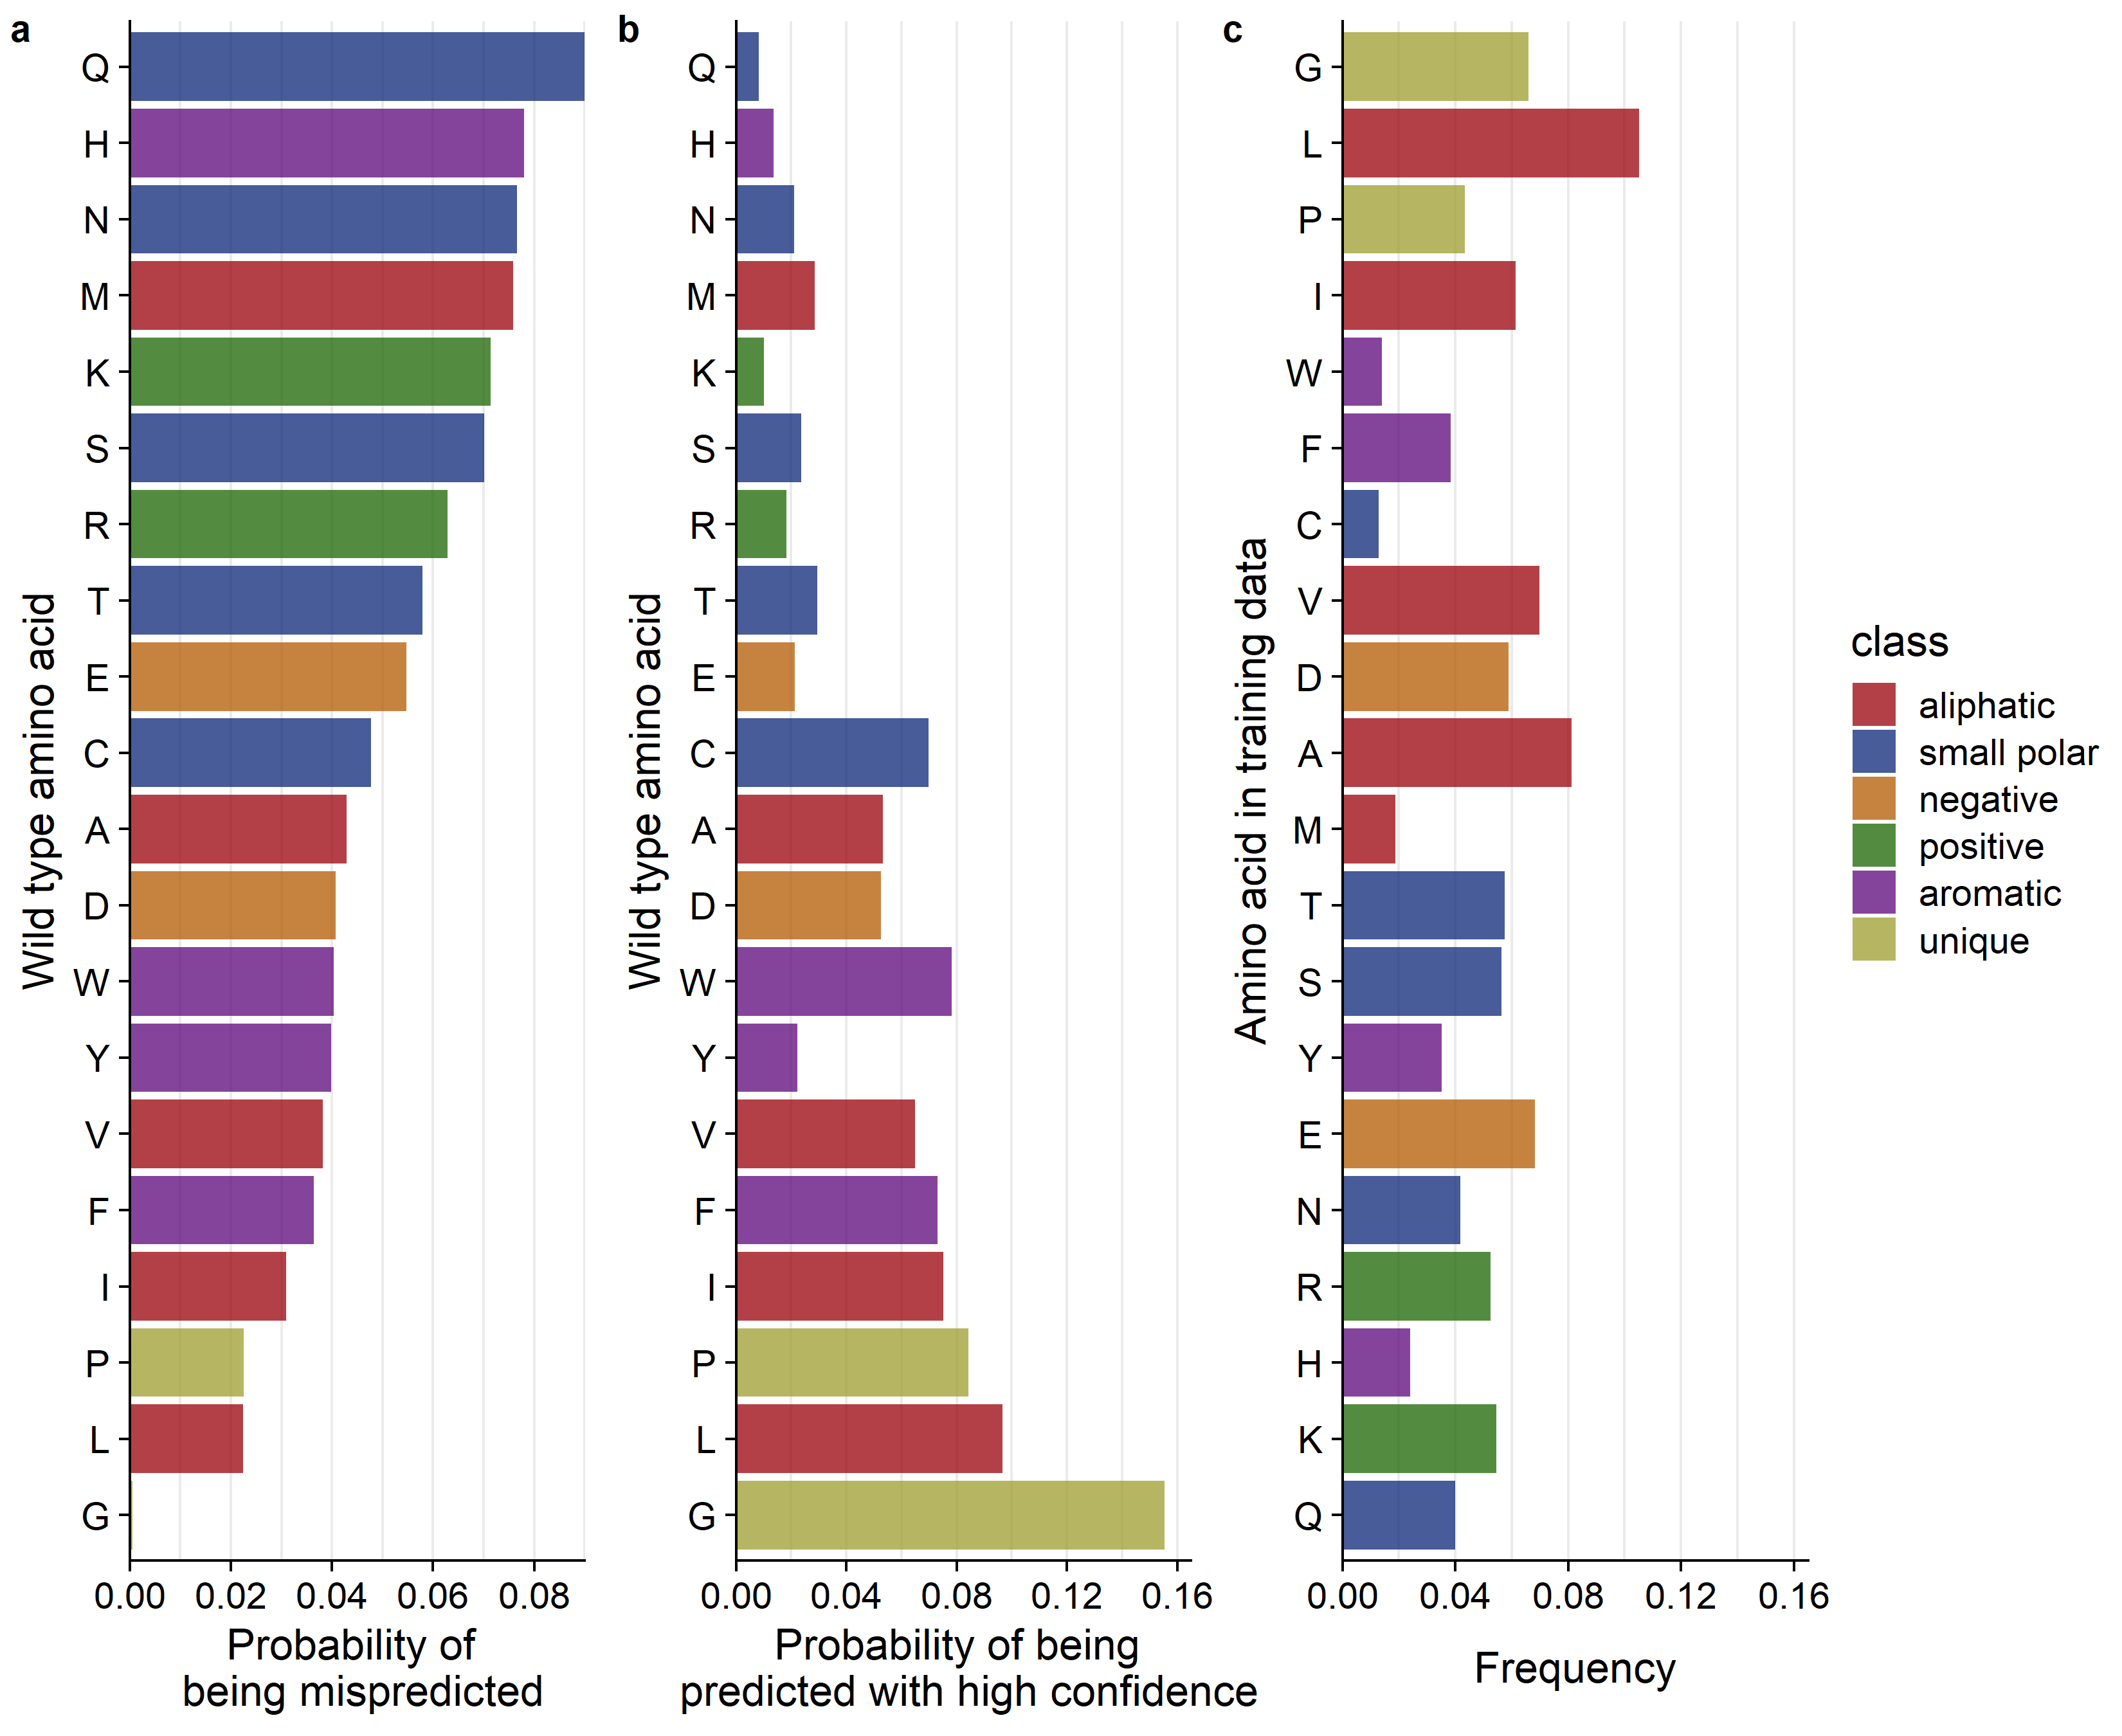 a
Wild type amino acid
Q
H
N
M
K
S
R
T
E
C
A
D
W
Y
V
F
I
P
L
G
0.00 0.02 0.04 0.06 0.08
Probability of
being mispredicted
b
Wild type amino acid
Q
H
N
M
K
S
R
T
E
C
A
D
W
Y
V
F
I
P
L
G
0.00 0.04 0.08 0.12 0.16
Probability of being
predicted with high confidence
c
Amino acid in training data
G
L
P
I
W
F
C
V
D
A
M
T
S
Y
E
N
R
H
K
Q
0.00 0.04 0.08 0.12 0.16
Frequency
class
aliphatic
small polar
negative
positive
aromatic
unique